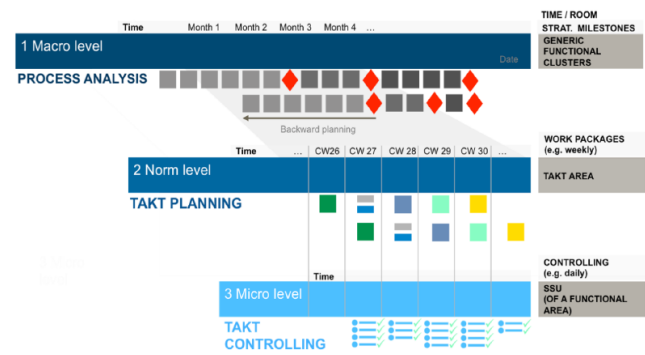 TIME / ROOM
Time Month 1 Month 2 Month 3 Month 4 ...
STRAT. MILESTONES
1 Macro level
GENERIC
FUNCTIONAL
CLUSTERS
Date
PROCESS ANALYSIS
Backward planning
WORK PACKAGES
(e.g. weekly)
Time ... CW26 CW 27 CW 28 CW 29 CW 30 ...
2 Norm level
TAKT AREA
TAKT PLANNING
CONTROLLING
(e.g. daily)
Time
3 Micro level
SSU
(OF A FUNCTIONAL
AREA)
TAKT
CONTROLLING